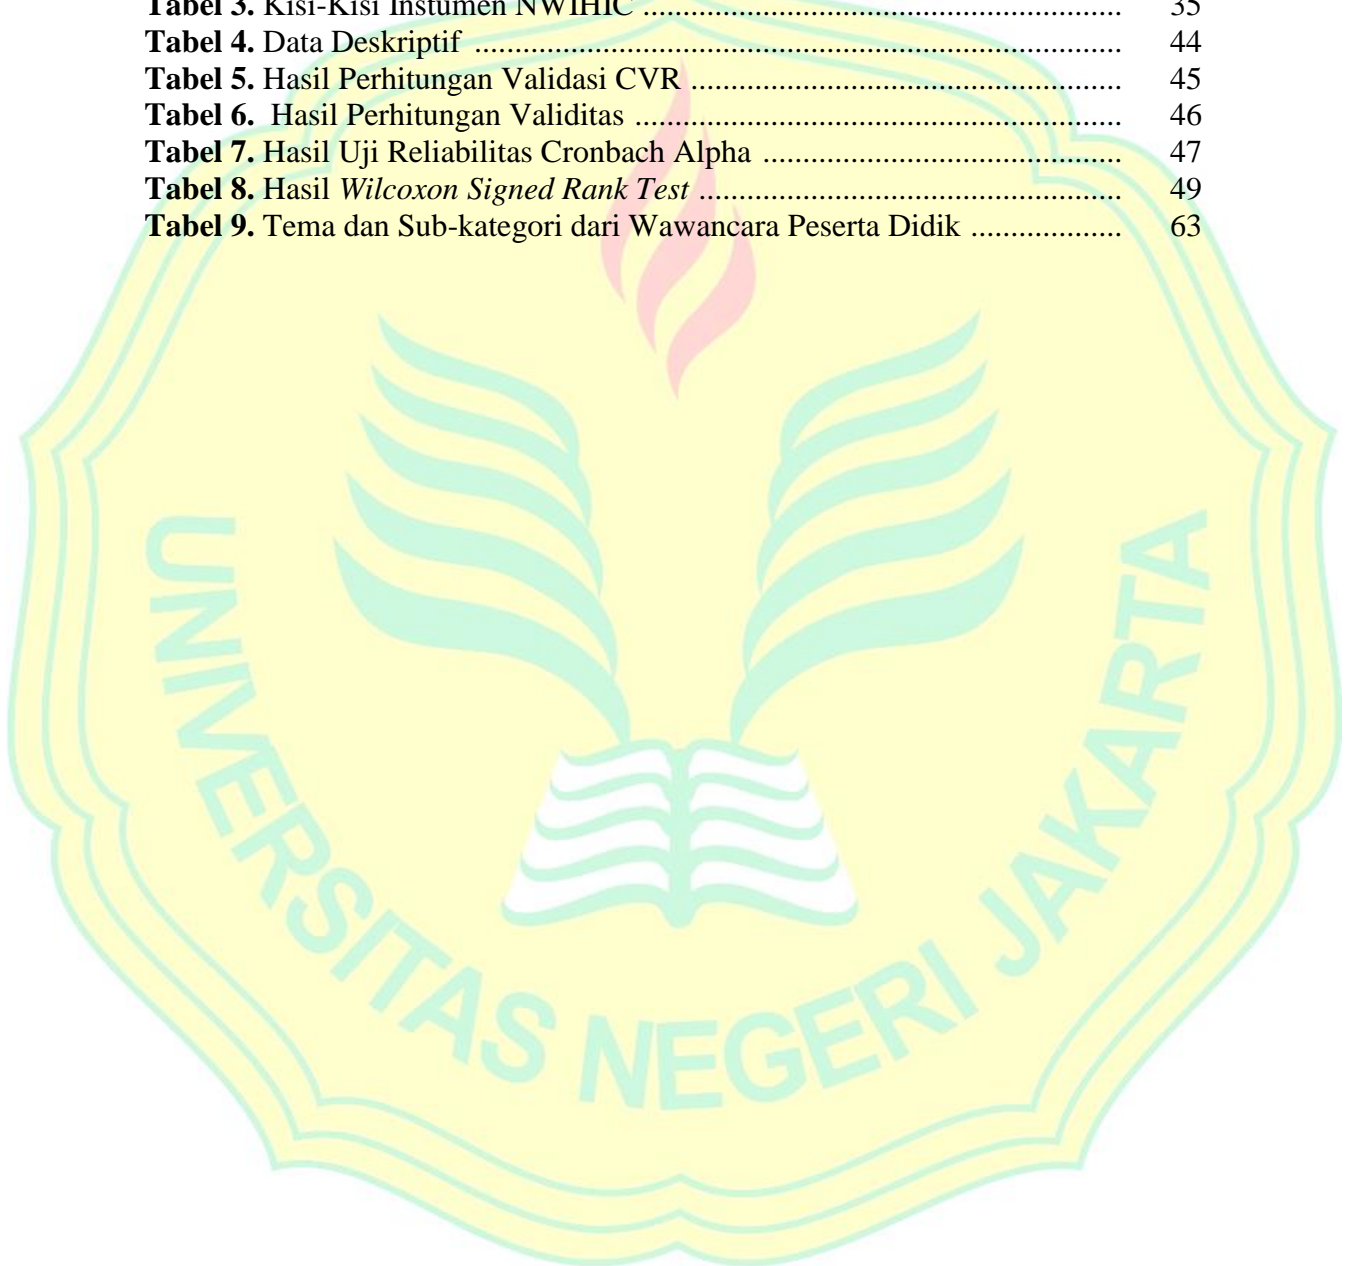 Tabel 3. Kisi-Kisi Instumen NWIHIC .................................................................... 35
Tabel 4. Data Deskriptif ............................................................................................ 44
Tabel 5. Hasil Perhitungan Validasi CVR ............................................................. 45
Tabel 6. Hasil Perhitungan Validitas ..................................................................... 46
Tabel 7. Hasil Uji Reliabilitas Cronbach Alpha ................................................... 47
Tabel 8. Hasil Wilcoxon Signed Rank Test ............................................................ 49
Tabel 9. Tema dan Sub-kategori dari Wawancara Peserta Didik ................... 63
UNIVERSITAS NEGERI JAKARTA